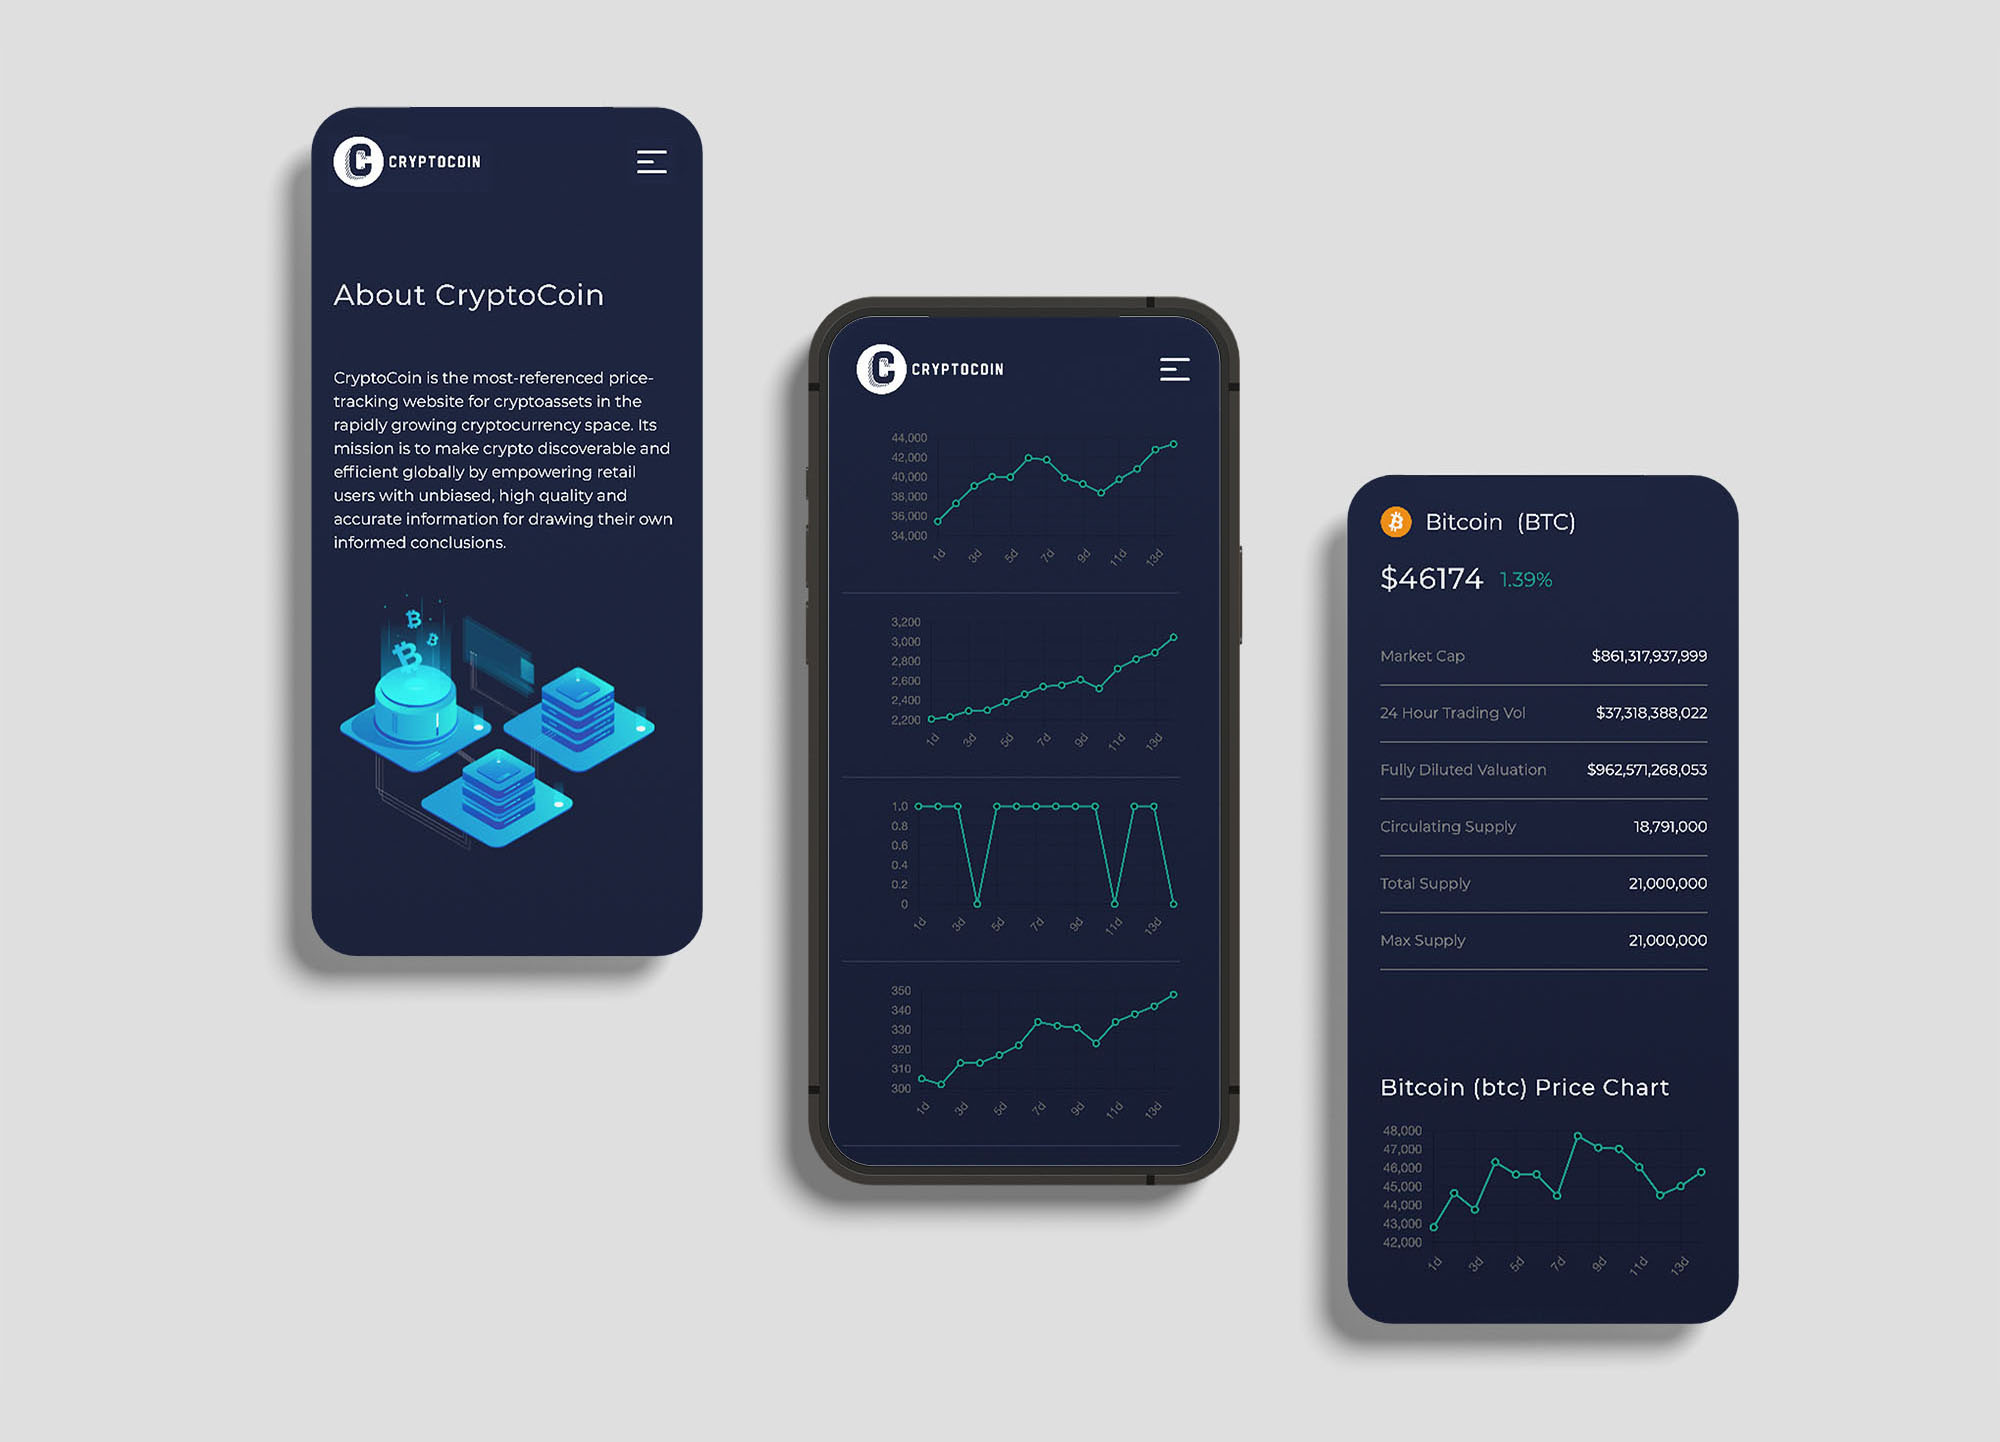 CRYPTOCOIN
About CryptoCoin
CryptoCoin is the most-referenced price-
tracking website for cryptoassets in the
rapidly growing cryptocurrency space. Its
mission is to make crypto discoverable and
efficient globally by empowering retail
users with unbiased, high quality and
accurate information for drawing their own
informed conclusions.
CRYPTOCOIN
44,000
42,000
40,000
38,000
36,000
34,000
1d 3d 5d 7d 9d 11d 13d
3,200
3,000
2,800
2,600
2,400
2,200
1d 3d 5d 7d 9d 11d 13d
1.0
0.8
0.6
0.4
0.2
0
1d 3d 5d 7d 9d 11d 13d
350
340
330
320
310
300
1d 3d 5d 7d 9d 11d 13d
Bitcoin (BTC)
$46174 1.39%
Market Cap $861,317,937,999
24 Hour Trading Vol $37,318,388,022
Fully Diluted Valuation $962,571,268,053
Circulating Supply 18,791,000
Total Supply 21,000,000
Max Supply 21,000,000
Bitcoin (btc) Price Chart
48,000
47,000
46,000
45,000
44,000
43,000
42,000
1d 3d 5d 7d 9d 11d 13d